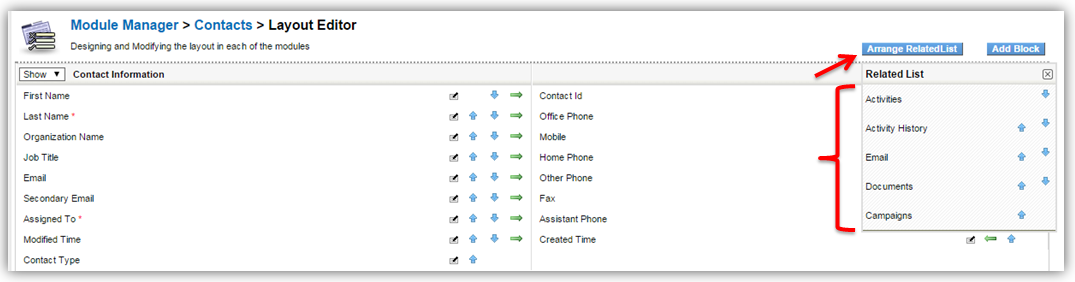 Module Manager > Contacts > Layout Editor
Designing and Modifying the layout in each of the modules
Arrange RelatedList
Add Block
Show ▼ Contact Information
Related List
First Name
Contact Id
Activities
Last Name *
Office Phone
Organization Name
Mobile
Activity History
Job Title
Home Phone
Email
Email
Other Phone
Secondary Email
Fax
Documents
Assigned To *
Assistant Phone
Campaigns
Modified Time
Created Time
Contact Type